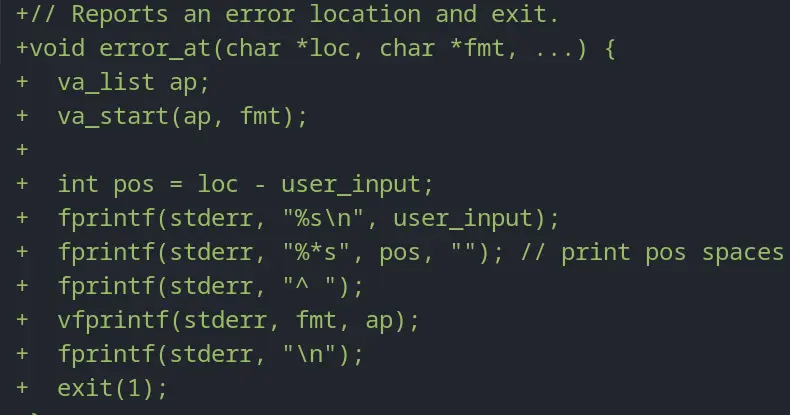 +// Reports an error location and exit.
+void error_at(char *loc, char *fmt, ...) {
+  va_list ap;
+  va_start(ap, fmt);
+
+  int pos = loc - user_input;
+  fprintf(stderr, "%s\n", user_input);
+  fprintf(stderr, "%*s", pos, ""); // print pos spaces
+  fprintf(stderr, "^ ");
+  vfprintf(stderr, fmt, ap);
+  fprintf(stderr, "\n");
+  exit(1);